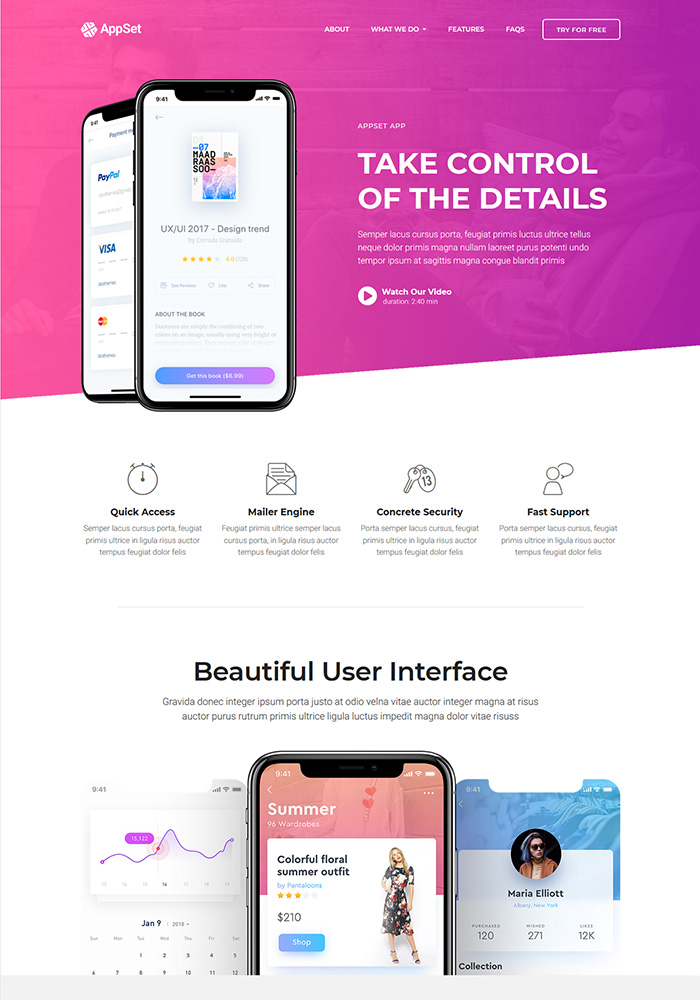 AppSet
ABOUT
WHAT WE DO
FEATURES
FAQS
TRY FOR FREE
9:41
Payment m
PayPal
VISA
9:41
07
MAAD
RAAS
SOO
UX/UI 2017 - Design trend
by Entrada Gratuida
4.0 (128)
See Reviews
Like
Share
ABOUT THE BOOK
Duotones are simply the combining of two
colors on an image, usually using very bright or
Get this book ($6.99)
APPSET APP
TAKE CONTROL
OF THE DETAILS
Semper lacus cursus porta, feugiat primis luctus ultrice tellus
neque dolor primis magna nullam laoreet purus potenti undo
tempor ipsum at sagittis magna congue blandit primis
Watch Our Video
duration: 2:40 min
Quick Access
Semper lacus cursus porta, feugiat
primis ultrice in ligula risus auctor
tempus feugiat dolor felis
Mailer Engine
Feugiat primis ultrice semper lacus
cursus porta, in ligula risus auctor
tempus feugiat dolor felis
13
Concrete Security
Porta semper lacus cursus, feugiat
primis ultrice in ligula risus auctor
tempus feugiat dolor felis
Fast Support
Porta semper lacus cursus, feugiat
primis ultrice in ligula risus auctor
tempus feugiat dolor felis
Beautiful User Interface
Gravida donec integer ipsum porta justo at odio velna vitae auctor integer magna at risus
auctor purus rutrum primis ultrice ligula luctus impedit magna dolor vitae risuss
9:41
15,122
13 14 15 16 17 18 19
Jan 9 2018
Sun Mon Tue Wed Thu Fri Sat
1 2 3 4 5
6 7 8 9 10 11 12
9:41
Summer
96 Wardrobes
Colorful floral
summer outfit
by Pantaloons
$210
Shop
9:41
Maria Elliott
Albany, New York
PURCHASED WISHED LIKES
120 271 12K
Collection